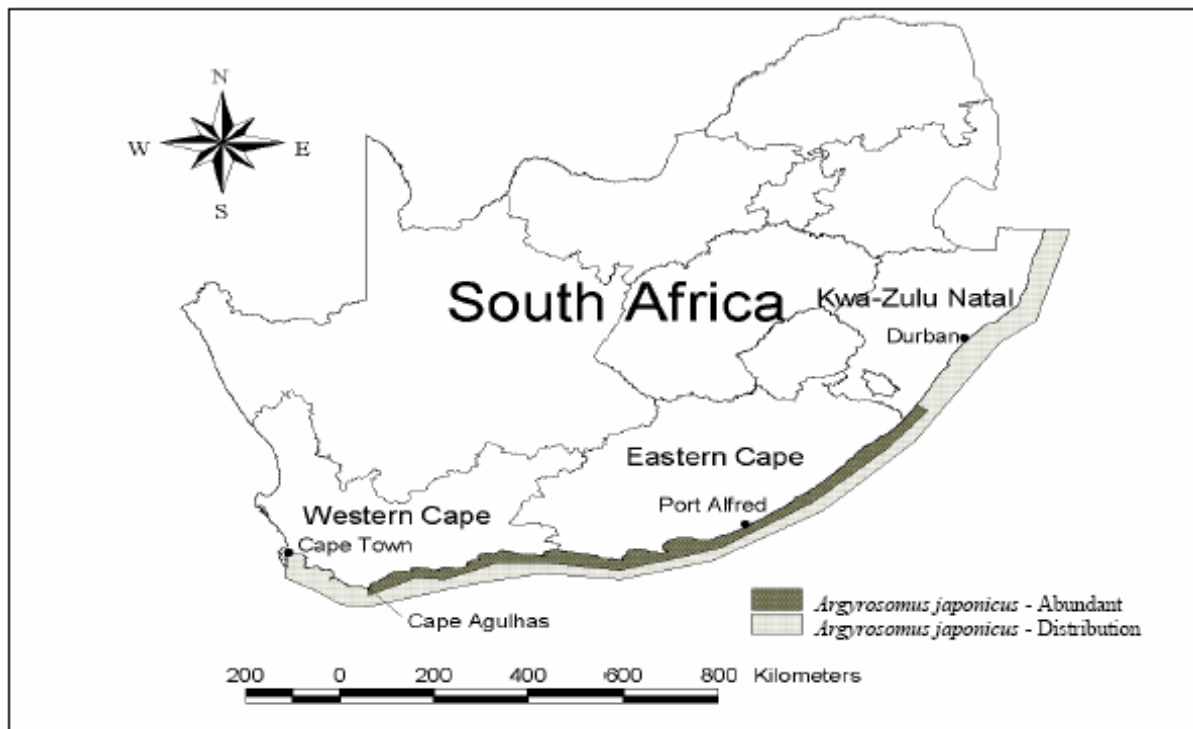 N
W E
S
South Africa
Kwa-Zulu Natal
Durban
Eastern Cape
Port Alfred
Western Cape
Cape Town
Cape Agulhas
Argyrosomus japonicus - Abundant
Argyrosomus japonicus - Distribution
200 0 200 400 600 800 Kilometers